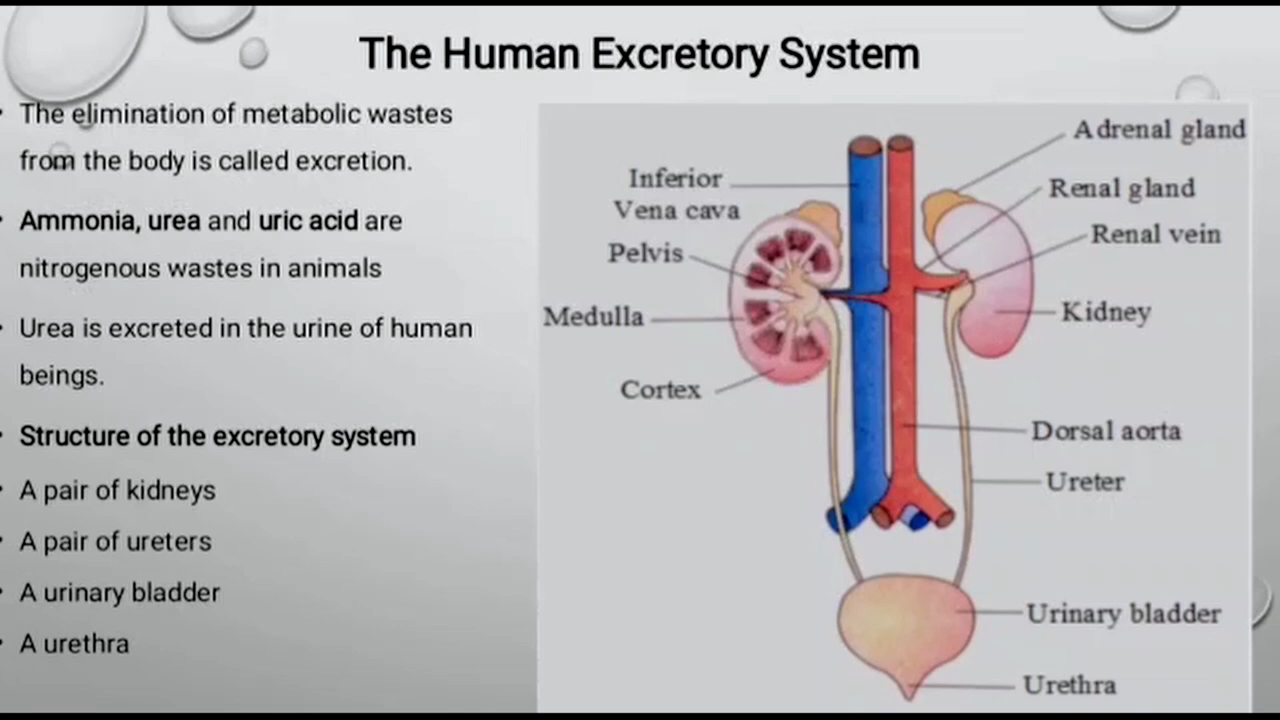 The Human Excretory System
• The elimination of metabolic wastes
from the body is called excretion.
• Ammonia, urea and uric acid are
nitrogenous wastes in animals
• Urea is excreted in the urine of human
beings.
• Structure of the excretory system
• A pair of kidneys
• A pair of ureters
• A urinary bladder
• A urethra
Inferior
Vena cava
Pelvis
Medulla
Cortex
Adrenal gland
Renal gland
Renal vein
Kidney
Dorsal aorta
Ureter
Urinary bladder
Urethra